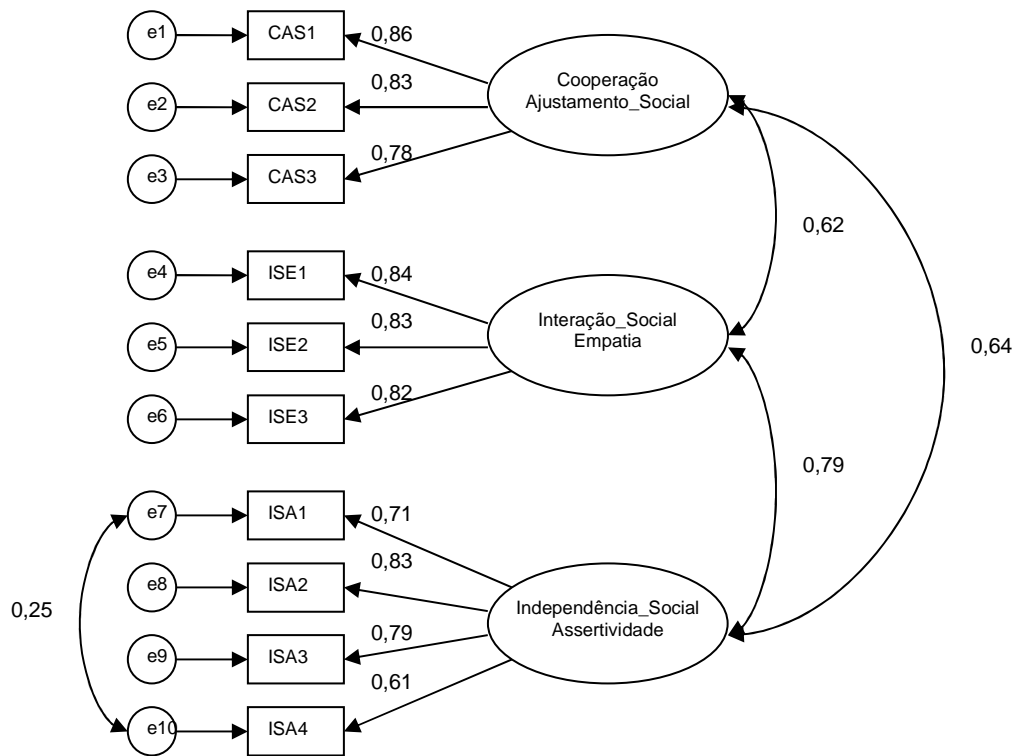 e1
CAS1
0,86
e2
CAS2
0,83
e3
CAS3
0,78
Cooperação
Ajustamento_Social
0,62
0,64
e4
ISE1
0,84
e5
ISE2
0,83
e6
ISE3
0,82
Interação_Social
Empatia
0,79
e7
ISA1
0,71
e8
ISA2
0,83
e9
ISA3
0,79
e10
ISA4
0,61
Independência_Social
Assertividade
0,25